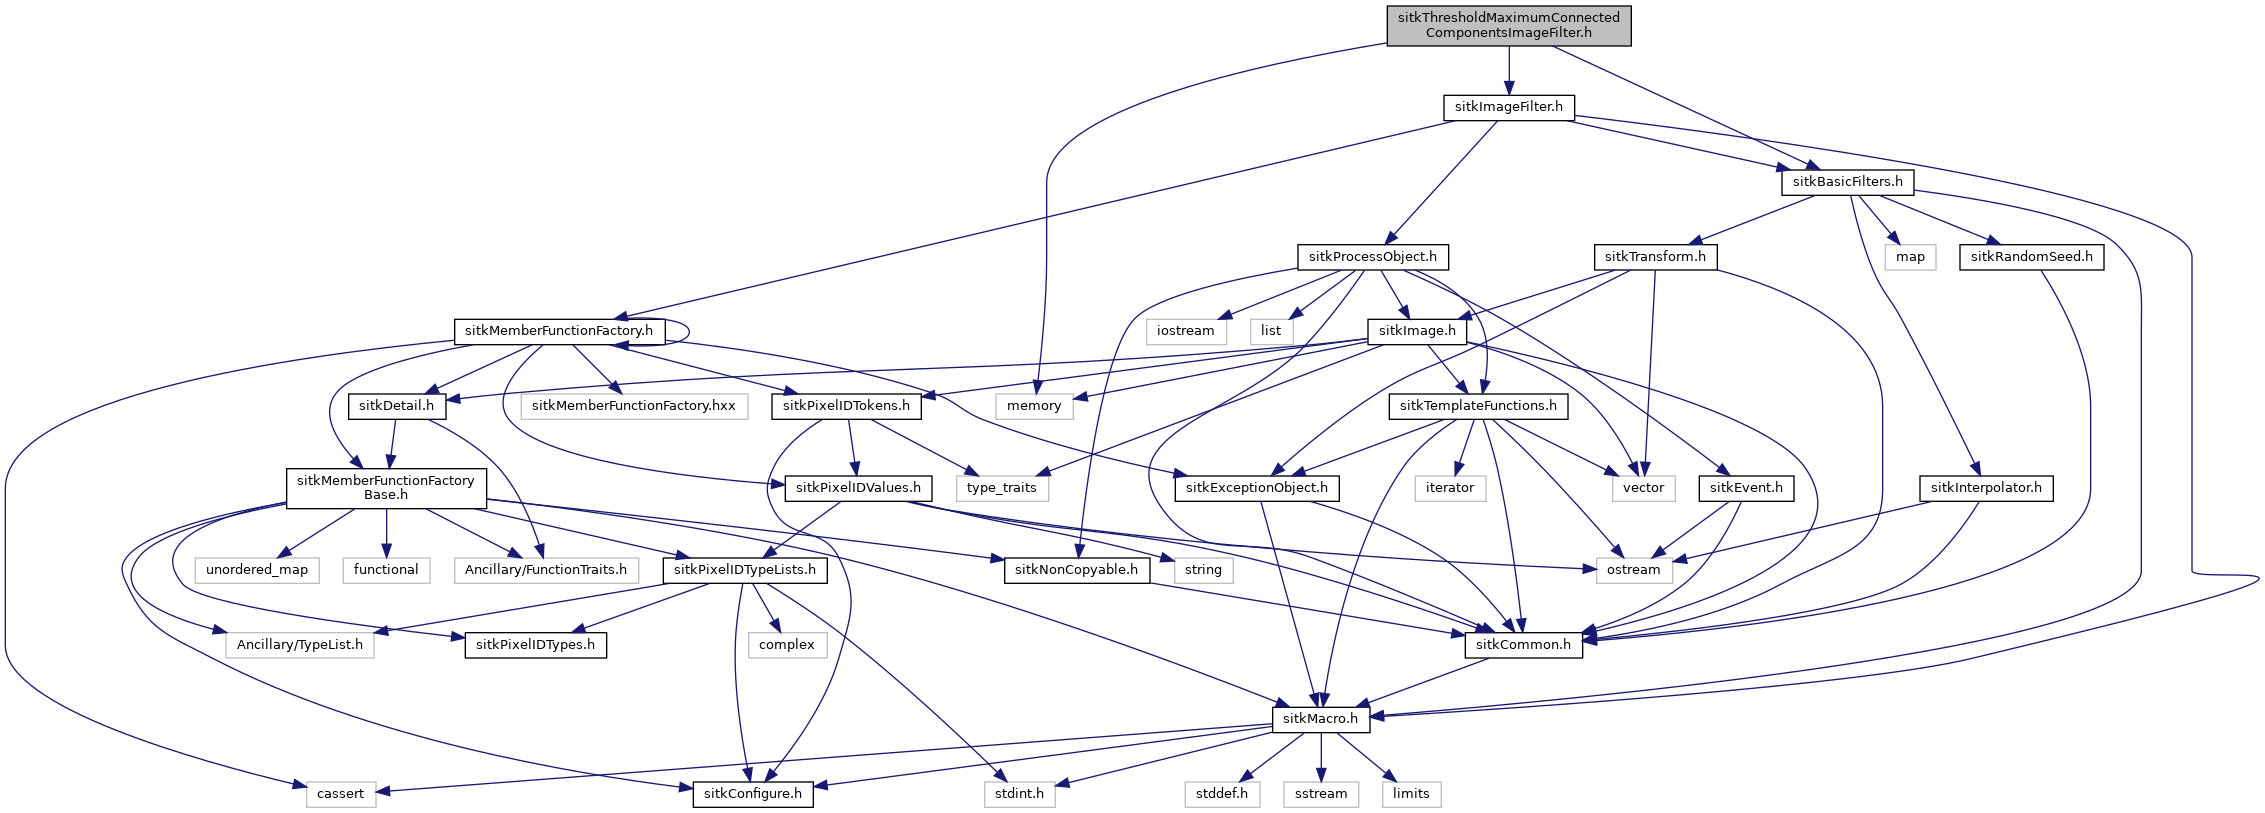 sitkThresholdMaximumConnected
ComponentsImageFilter.h
sitkImageFilter.h
sitkBasicFilters.h
sitkProcessObject.h
sitkTransform.h
map
sitkRandomSeed.h
sitkMemberFunctionFactory.h
iostream
list
sitkImage.h
sitkDetail.h
sitkMemberFunctionFactory.hxx
sitkPixelIDTokens.h
memory
sitkTemplateFunctions.h
sitkMemberFunctionFactory
Base.h
sitkPixelIDValues.h
type_traits
sitkExceptionObject.h
iterator
vector
sitkEvent.h
sitkInterpolator.h
unordered_map
functional
Ancillary/FunctionTraits.h
sitkPixelIDTypeLists.h
sitkNonCopyable.h
string
ostream
Ancillary/TypeList.h
sitkPixelIDTypes.h
complex
sitkCommon.h
sitkMacro.h
cassert
sitkConfigure.h
stdint.h
stddef.h
sstream
limits